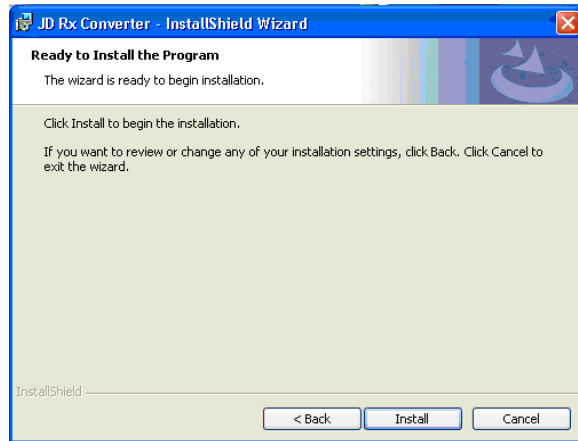 JD Rx Converter - InstallShield Wizard
Ready to Install the Program
The wizard is ready to begin installation.
Click Install to begin the installation.
If you want to review or change any of your installation settings, click Back. Click Cancel to
exit the wizard.
InstallShield
< Back Install Cancel